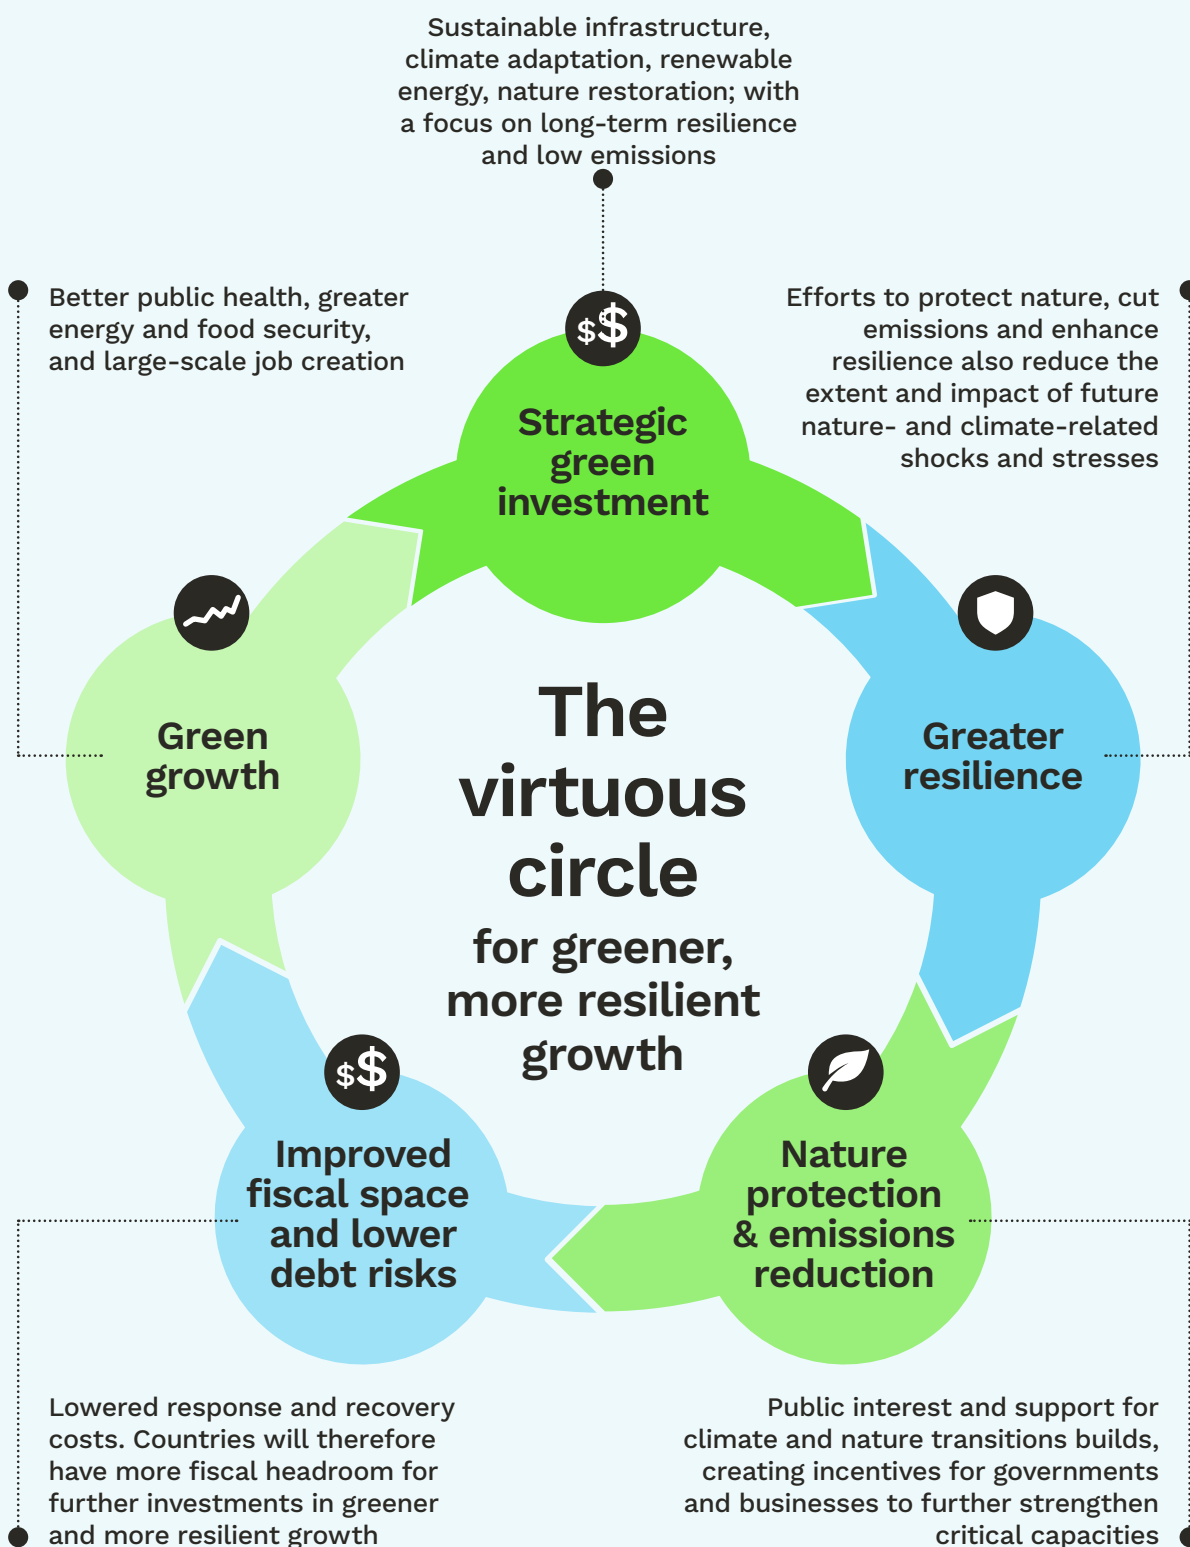 Sustainable infrastructure,
climate adaptation, renewable
energy, nature restoration; with
a focus on long-term resilience
and low emissions
Better public health, greater
energy and food security,
and large-scale job creation
Efforts to protect nature, cut
emissions and enhance
resilience also reduce the
extent and impact of future
nature- and climate-related
shocks and stresses
$$
Strategic
green
investment
Green
growth
Greater
resilience
The
virtuous
circle
for greener,
more resilient
growth
$$
Improved
fiscal space
and lower
debt risks
Nature
protection
& emissions
reduction
Lowered response and recovery
costs. Countries will therefore
have more fiscal headroom for
further investments in greener
and more resilient growth
Public interest and support for
climate and nature transitions builds,
creating incentives for governments
and businesses to further strengthen
critical capacities